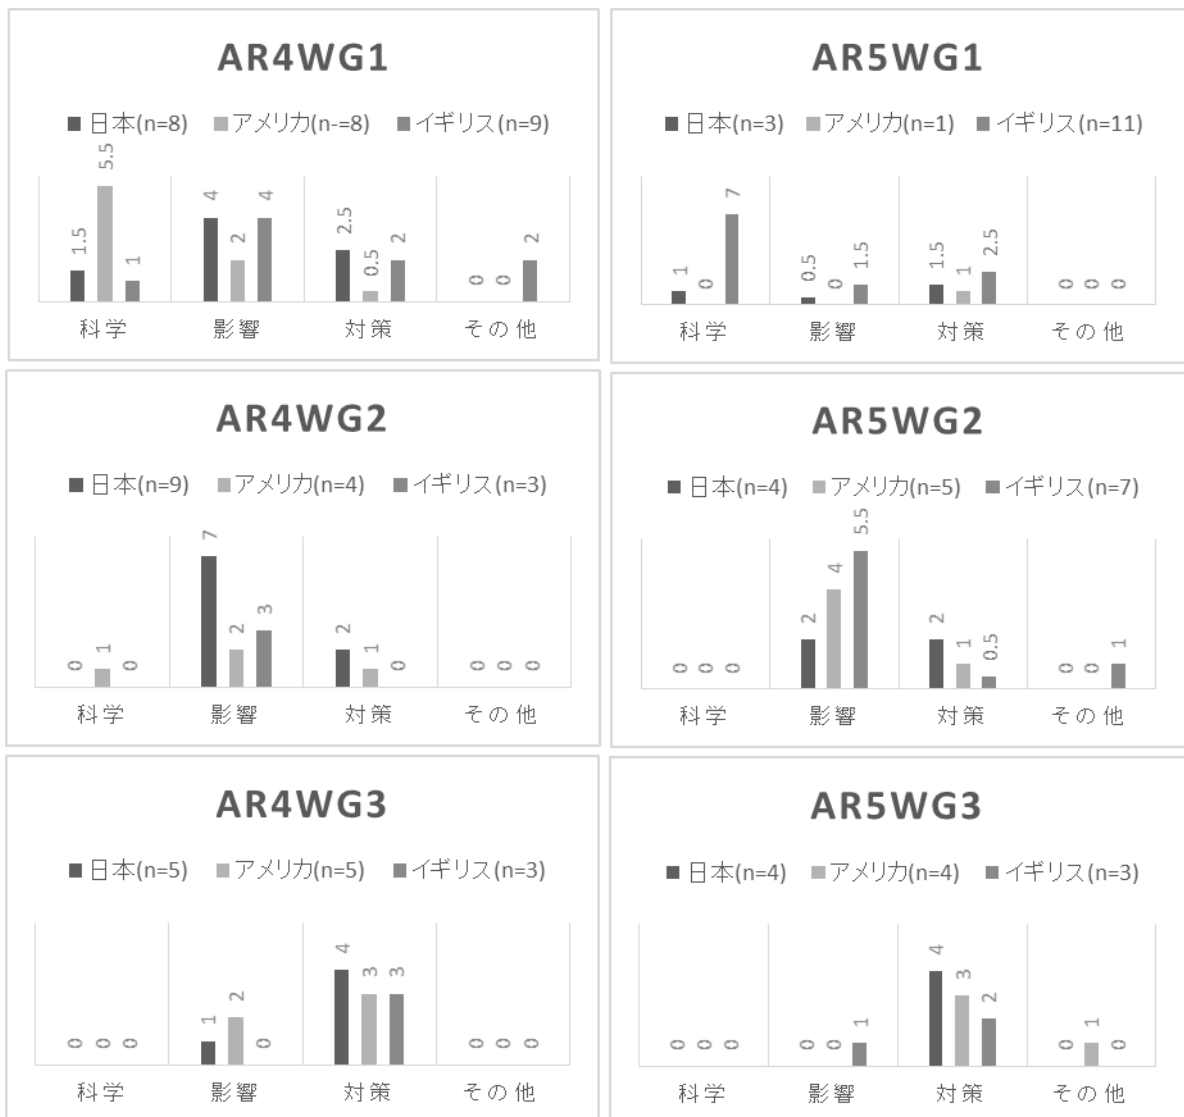 AR4WG1
日本(n=8) アメリカ(n-=8) イギリス(n=9)
1.5 5.5 1 4 2 4 2.5 0.5 2 0 0 2
科学 影響 対策 その他
AR5WG1
日本(n=3) アメリカ(n=1) イギリス(n=11)
1 0 7 0.5 0 1.5 1.5 1 2.5 0 0 0
科学 影響 対策 その他
AR4WG2
日本(n=9) アメリカ(n=4) イギリス(n=3)
0 1 0 7 2 3 2 1 0 0 0 0
科学 影響 対策 その他
AR5WG2
日本(n=4) アメリカ(n=5) イギリス(n=7)
0 0 0 2 4 5.5 2 1 0.5 0 0 1
科学 影響 対策 その他
AR4WG3
日本(n=5) アメリカ(n=5) イギリス(n=3)
0 0 0 1 2 0 4 3 3 0 0 0
科学 影響 対策 その他
AR5WG3
日本(n=4) アメリカ(n=4) イギリス(n=3)
0 0 0 0 0 1 4 3 2 0 1 0
科学 影響 対策 その他